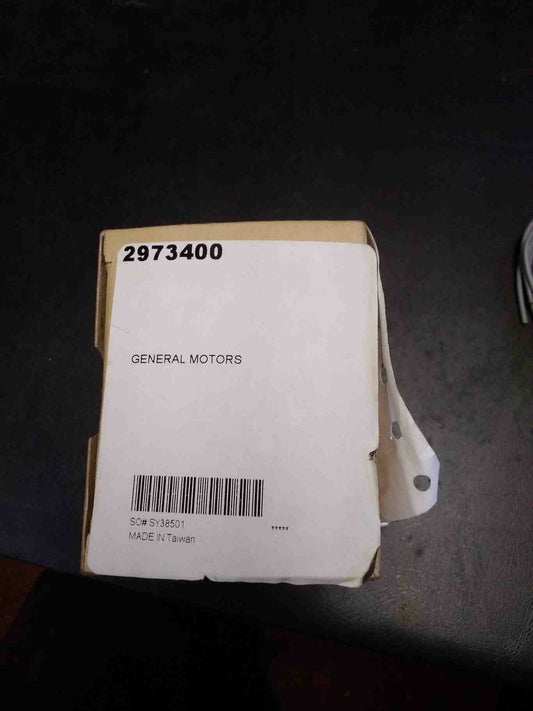 2973400
GENERAL MOTORS
SO# SY38501
*****
MADE IN Taiwan